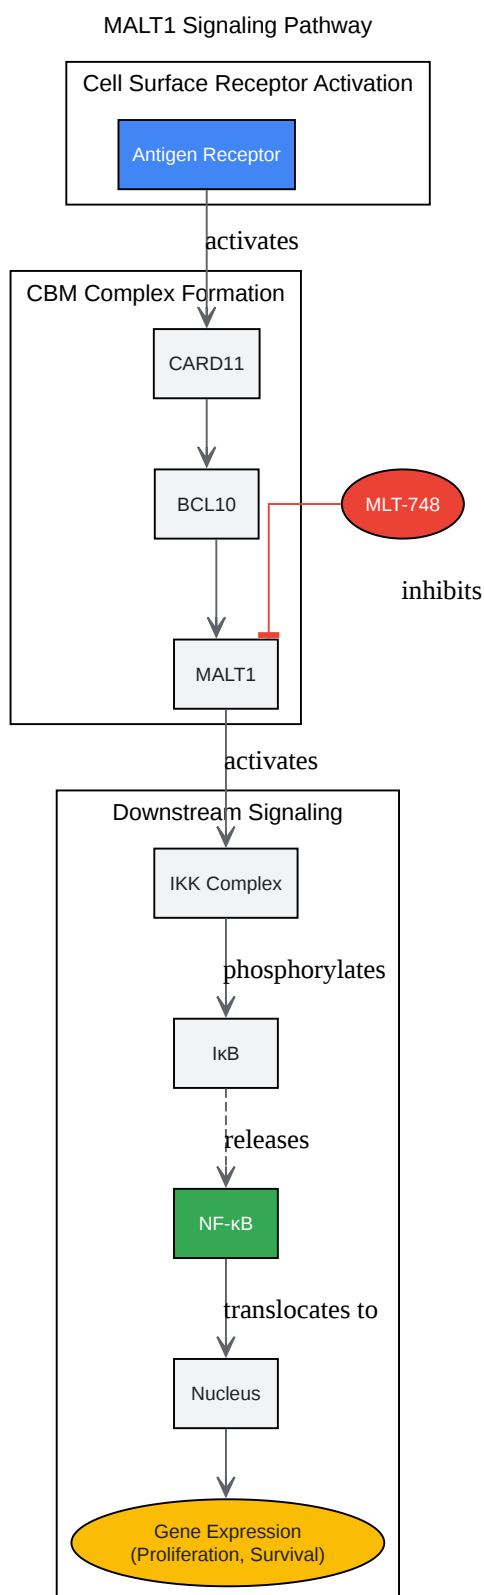 MALT1 Signaling Pathway
Cell Surface Receptor Activation
Antigen Receptor
activates
CBM Complex Formation
CARD11
BCL10
MLT-748
inhibits
MALT1
activates
Downstream Signaling
IKK Complex
phosphorylates
IκB
releases
NF-κB
translocates to
Nucleus
Gene Expression
(Proliferation, Survival)